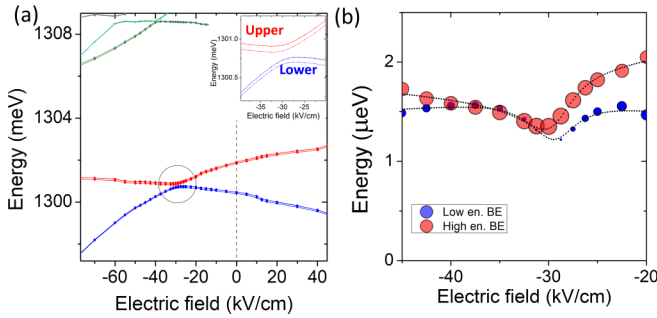 (a)
1308
1304
1300
Energy (meV)
-60 -40 -20 0 20 40
Electric field (kV/cm)
Upper
Lower
1301.0
1300.5
Energy (meV)
-35 -30 -25
Electric field (kV/cm)
(b)
2
1
0
Energy (μeV)
Low en. BE
High en. BE
-40 -30 -20
Electric field (kV/cm)